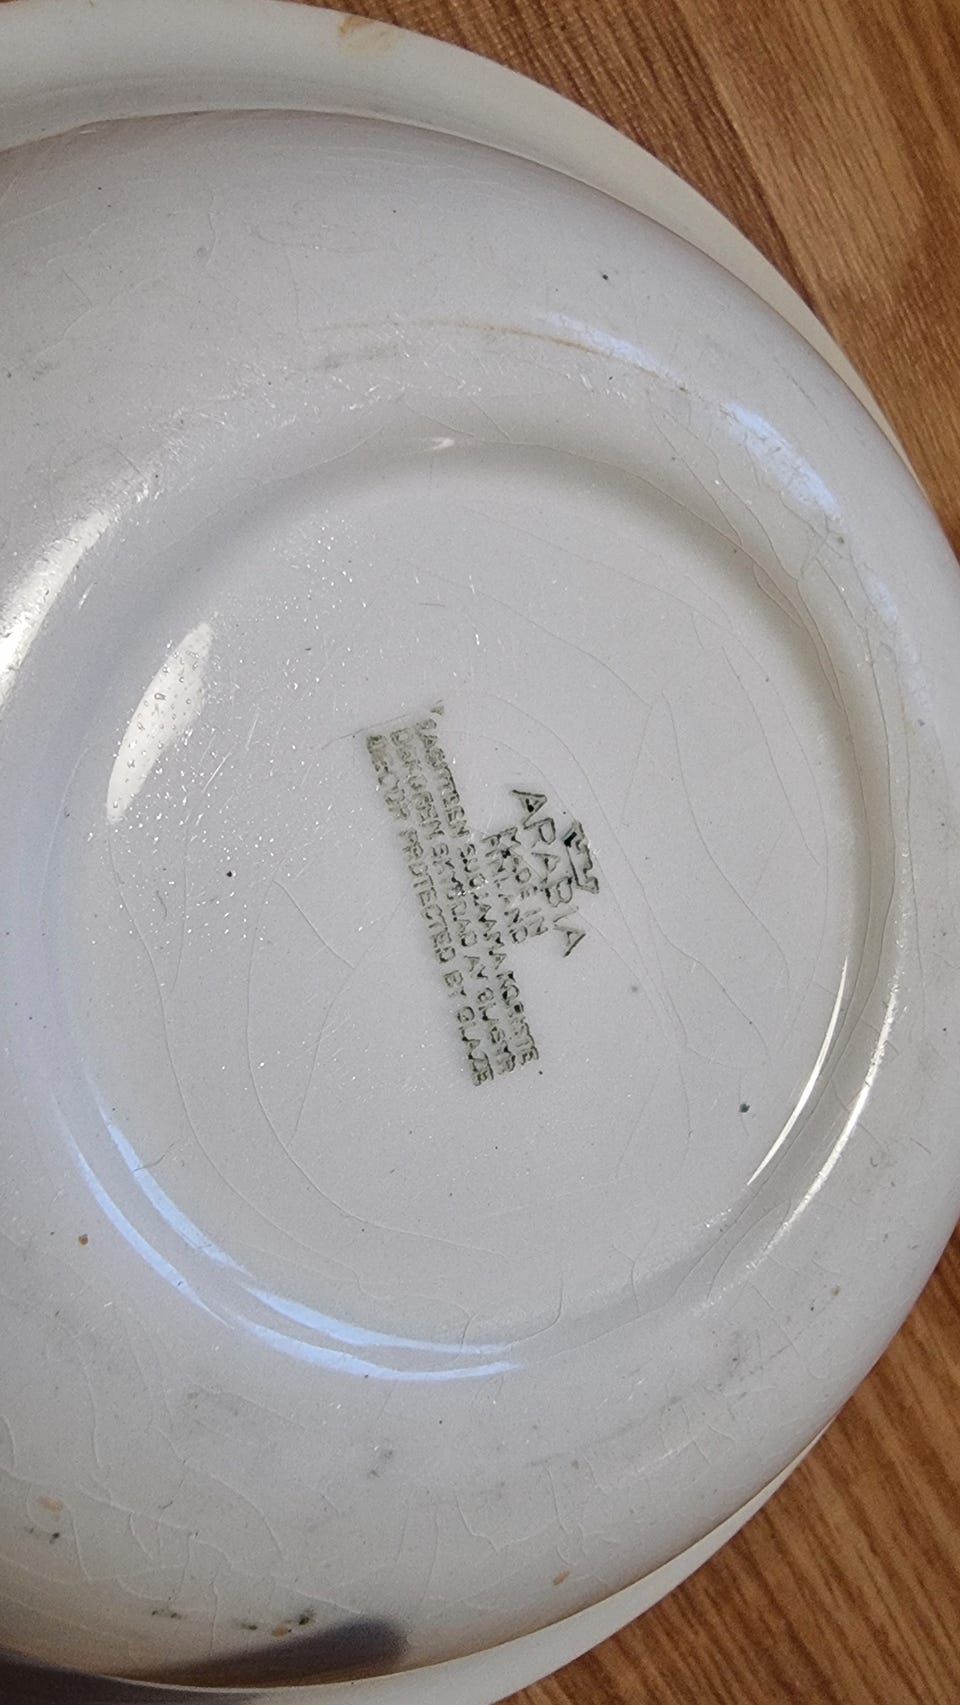 ARABIA
MADE IN
FINLAND
LASITTEEN SUOJAAMA KORISTE
DEKOREN SKYDDAD AV GLASYR
DECOR PROTECTED BY GLAZE